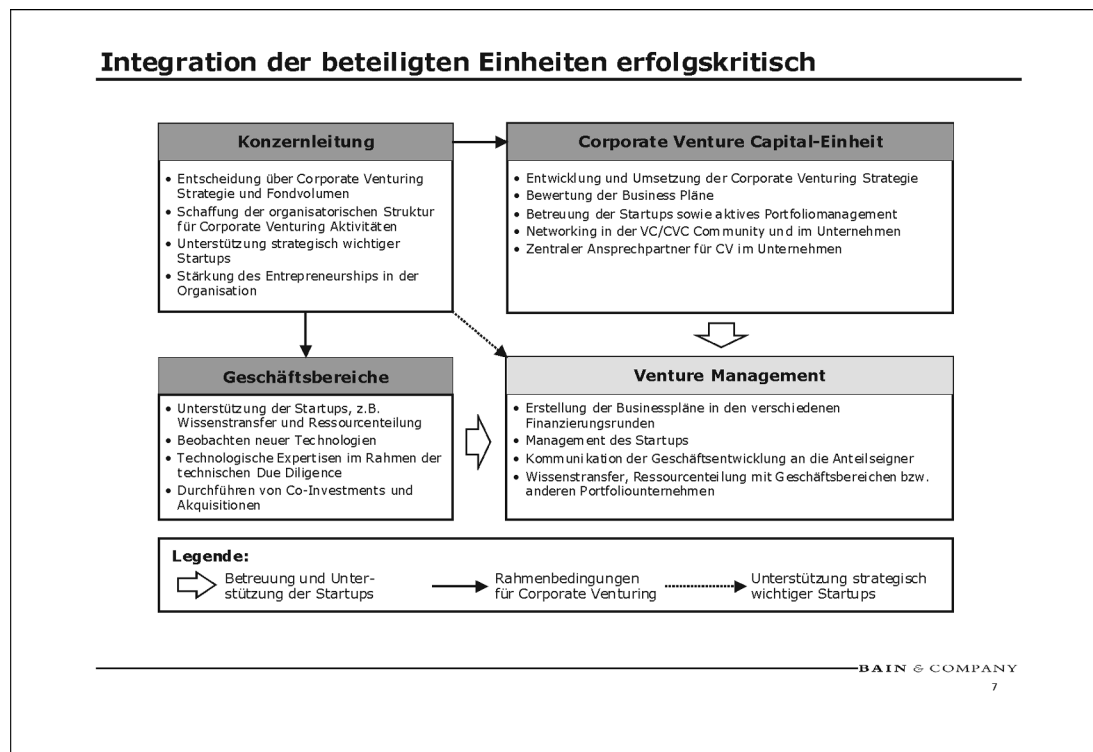 Integration der beteiligten Einheiten erfolgskritisch
Konzernleitung
• Entscheidung über Corporate Venturing
Strategie und Fondvolumen
• Schaffung der organisatorischen Struktur
für Corporate Venturing Aktivitäten
• Unterstützung strategisch wichtiger
Startups
• Stärkung des Entrepreneurships in der
Organisation
Corporate Venture Capital-Einheit
• Entwicklung und Umsetzung der Corporate Venturing Strategie
• Bewertung der Business Pläne
• Betreuung der Startups sowie aktives Portfoliomanagement
• Networking in der VC/CVC Community und im Unternehmen
• Zentraler Ansprechpartner für CV im Unternehmen
Geschäftsbereiche
• Unterstützung der Startups, z.B.
Wissenstransfer und Ressourcenteilung
• Beobachten neuer Technologien
• Technologische Expertisen im Rahmen der
technischen Due Diligence
• Durchführen von Co-Investments und
Akquisitionen
Venture Management
• Erstellung der Businesspläne in den verschiedenen
Finanzierungsrunden
• Management des Startups
• Kommunikation der Geschäftsentwicklung an die Anteilseigner
• Wissenstransfer, Ressourcenteilung mit Geschäftsbereichen bzw.
anderen Portfoliounternehmen
Legende:
Betreuung und Unter-
stützung der Startups
Rahmenbedingungen
für Corporate Venturing
Unterstützung strategisch
wichtiger Startups
BAIN & COMPANY
7